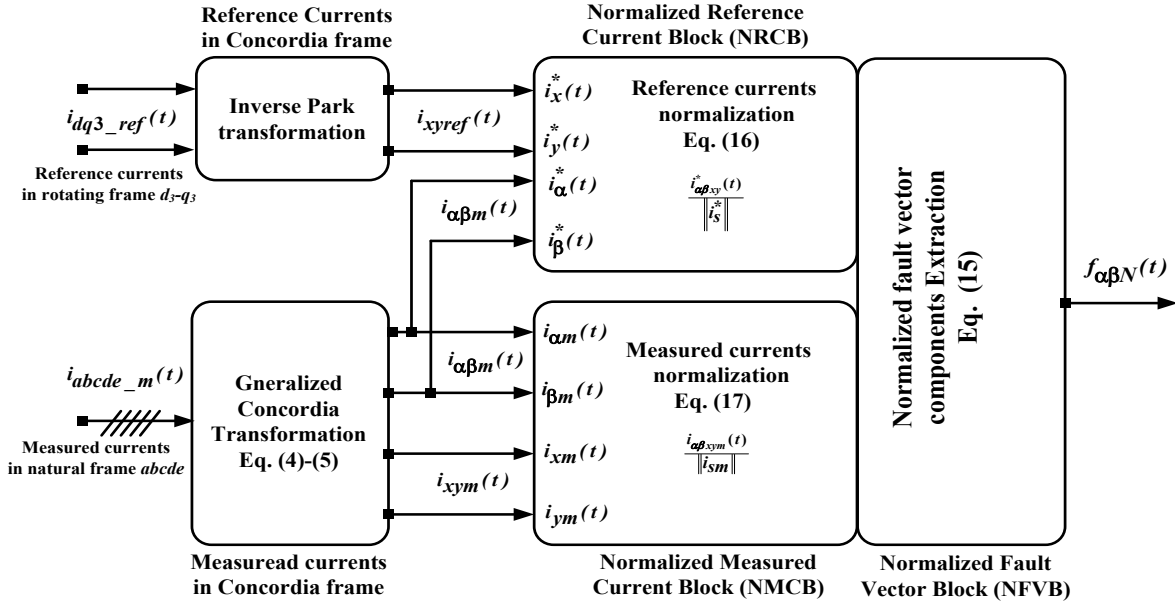 Reference Currents
in Concordia frame
Normalized Reference
Current Block (NRCB)
i_dq3_ref(t)
Reference currents
in rotating frame d₃-q₃
Inverse Park
transformation
i_xyref(t)
i_αβm(t)
i*_x(t)
i*_y(t)
i*_α(t)
i*_β(t)
Reference currents
normalization
Eq. (16)
i*_αβxy(t)
‖i*_s‖
Normalized fault vector
components Extraction
Eq. (15)
f_αβN(t)
i_abcde_m(t)
Measured currents
in natural frame abcde
Gneralized
Concordia
Transformation
Eq. (4)-(5)
i_αβm(t)
i_xym(t)
i_αm(t)
i_βm(t)
i_xm(t)
i_ym(t)
Measured currents
normalization
Eq. (17)
i_αβxym(t)
‖i_sm‖
Measuread currents
in Concordia frame
Normalized Measured
Current Block (NMCB)
Normalized Fault
Vector Block (NFVB)